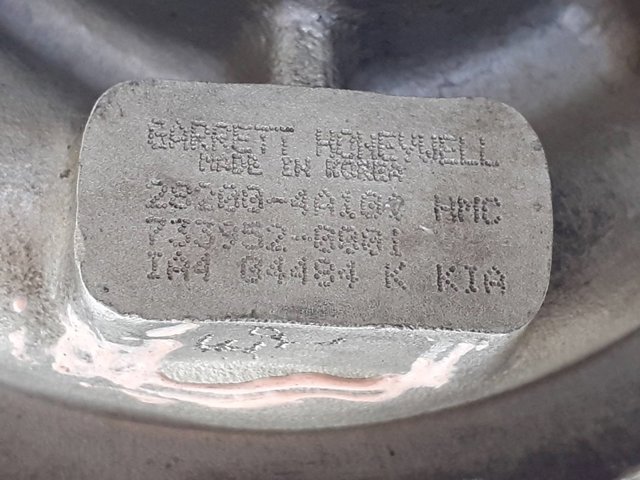 GARRETT HONEYWELL
MADE IN KOREA
28200-4A101 HMC
733952-0001
IA4 04484 K KIA